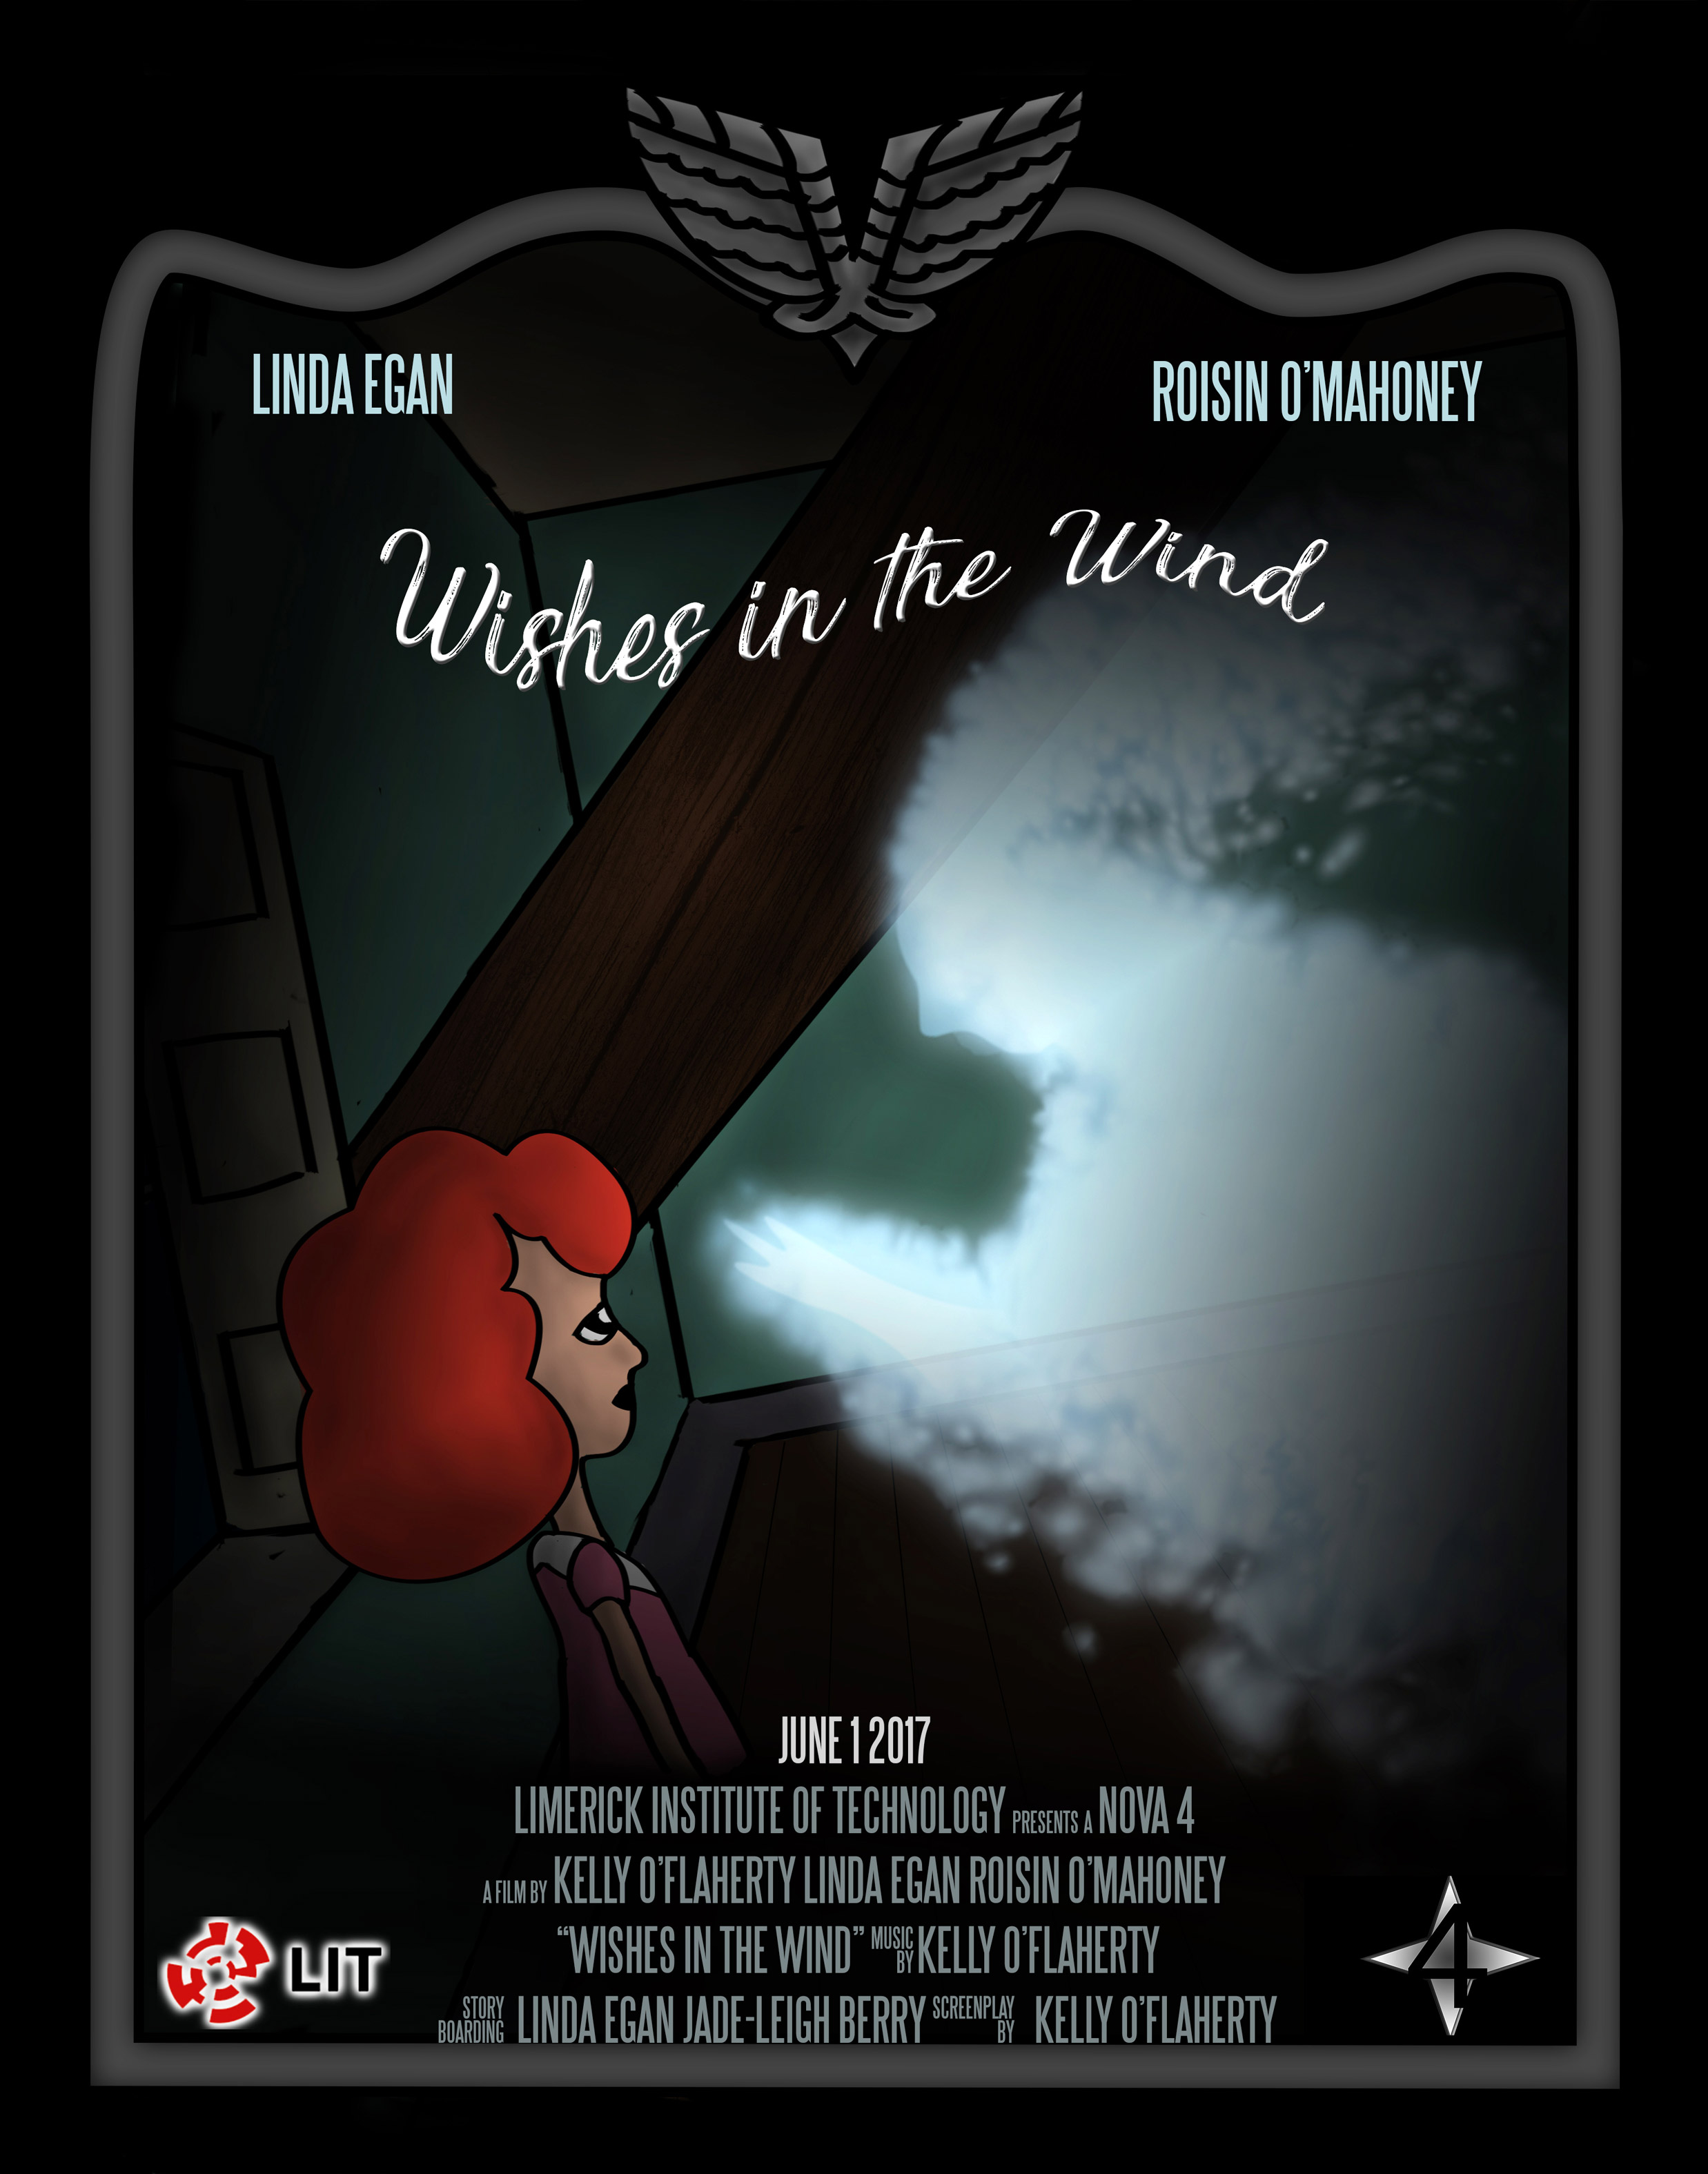 LINDA EGAN
ROISIN O'MAHONEY
Wishes in the Wind
JUNE 1 2017
LIMERICK INSTITUTE OF TECHNOLOGY PRESENTS A NOVA 4
A FILM BY KELLY O'FLAHERTY LINDA EGAN ROISIN O'MAHONEY
“WISHES IN THE WIND” MUSIC BY KELLY O'FLAHERTY
STORY BOARDING LINDA EGAN JADE-LEIGH BERRY SCREENPLAY BY KELLY O'FLAHERTY
LIT
4